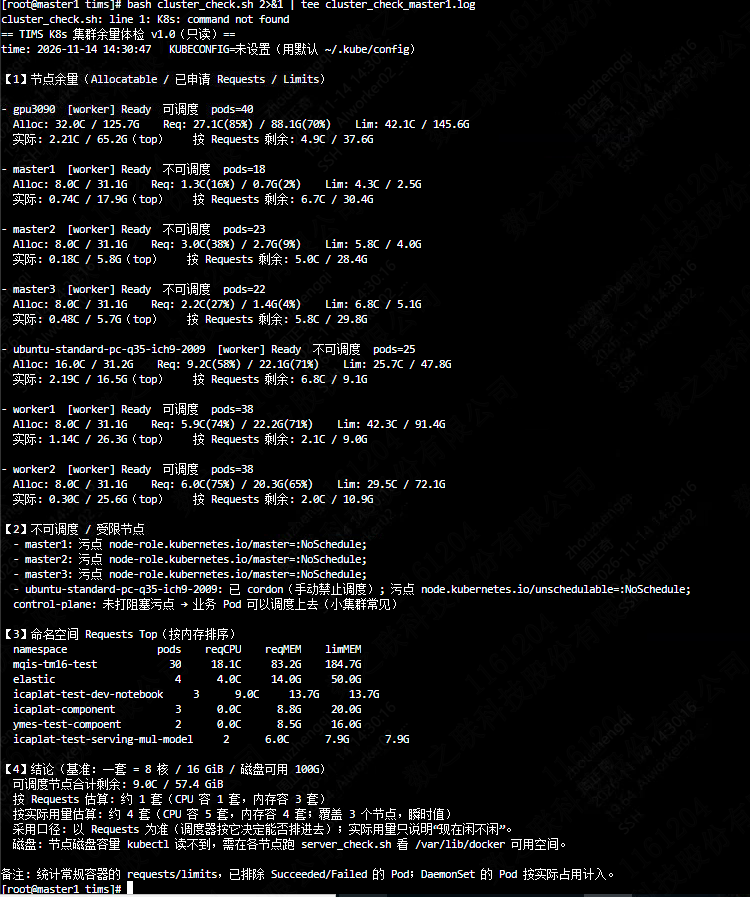 [root@master1 tims]# bash cluster_check.sh 2>&1 | tee cluster_check_master1.log
cluster_check.sh: line 1: K8s: command not found
== TIMS K8s 集群余量体检 v1.0（只读）==
time: 2026-11-14 14:30:47   KUBECONFIG=未设置（用默认 ~/.kube/config）
【1】节点余量（Allocatable / 已申请 Requests / Limits）
- gpu3090  [worker] Ready  可调度  pods=40
Alloc: 32.0C / 125.7G   Req: 27.1C(85%) / 88.1G(70%)   Lim: 42.1C / 145.6G
实际: 2.21C / 65.2G（top）   按 Requests 剩余: 4.9C / 37.6G
- master1  [worker] Ready  不可调度  pods=18
Alloc: 8.0C / 31.1G   Req: 1.3C(16%) / 0.7G(2%)   Lim: 4.3C / 2.5G
实际: 0.74C / 17.9G（top）   按 Requests 剩余: 6.7C / 30.4G
- master2  [worker] Ready  不可调度  pods=23
Alloc: 8.0C / 31.1G   Req: 3.0C(38%) / 2.7G(9%)   Lim: 5.8C / 4.0G
实际: 0.18C / 5.8G（top）   按 Requests 剩余: 5.0C / 28.4G
- master3  [worker] Ready  不可调度  pods=22
Alloc: 8.0C / 31.1G   Req: 2.2C(27%) / 1.4G(4%)   Lim: 6.8C / 5.1G
实际: 0.48C / 5.7G（top）   按 Requests 剩余: 5.8C / 29.8G
- ubuntu-standard-pc-q35-ich9-2009  [worker] Ready  不可调度  pods=25
Alloc: 16.0C / 31.2G   Req: 9.2C(58%) / 22.1G(71%)   Lim: 25.7C / 47.8G
实际: 2.19C / 16.5G（top）   按 Requests 剩余: 6.8C / 9.1G
- worker1  [worker] Ready  可调度  pods=38
Alloc: 8.0C / 31.1G   Req: 5.9C(74%) / 22.2G(71%)   Lim: 42.3C / 91.4G
实际: 1.14C / 26.3G（top）   按 Requests 剩余: 2.1C / 9.0G
- worker2  [worker] Ready  可调度  pods=38
Alloc: 8.0C / 31.1G   Req: 6.0C(75%) / 20.3G(65%)   Lim: 29.5C / 72.1G
实际: 0.30C / 25.6G（top）   按 Requests 剩余: 2.0C / 10.9G
【2】不可调度 / 受限节点
- master1: 污点 node-role.kubernetes.io/master=:NoSchedule;
- master2: 污点 node-role.kubernetes.io/master=:NoSchedule;
- master3: 污点 node-role.kubernetes.io/master=:NoSchedule;
- ubuntu-standard-pc-q35-ich9-2009: 已 cordon（手动禁止调度）; 污点 node.kubernetes.io/unschedulable=:NoSchedule;
control-plane: 未打阻塞污点 → 业务 Pod 可以调度上去（小集群常见）
【3】命名空间 Requests Top（按内存排序）
namespace   pods   reqCPU   reqMEM   limMEM
mqis-tm16-test   30   18.1C   83.2G   184.7G
elastic   4   4.0C   14.0G   50.0G
icaplat-test-dev-notebook   3   9.0C   13.7G   13.7G
icaplat-component   3   0.0C   8.8G   20.0G
ymes-test-compoent   2   0.0C   8.5G   16.0G
icaplat-test-serving-mul-model   2   6.0C   7.9G   7.9G
【4】结论（基准: 一套 = 8 核 / 16 GiB / 磁盘可用 100G）
可调度节点合计剩余: 9.0C / 57.4 GiB
按 Requests 估算: 约 1 套（CPU 容 1 套，内存容 3 套）
按实际用量估算: 约 4 套（CPU 容 5 套，内存容 4 套; 覆盖 3 个节点，瞬时值）
采用口径: 以 Requests 为准（调度器按它决定能否排进去）; 实际用量只说明“现在闲不闲”。
磁盘: 节点磁盘容量 kubectl 读不到，需在各节点跑 server_check.sh 看 /var/lib/docker 可用空间。
备注: 统计常规容器的 requests/limits，已排除 Succeeded/Failed 的 Pod; DaemonSet 的 Pod 按实际占用计入。
[root@master1 tims]#